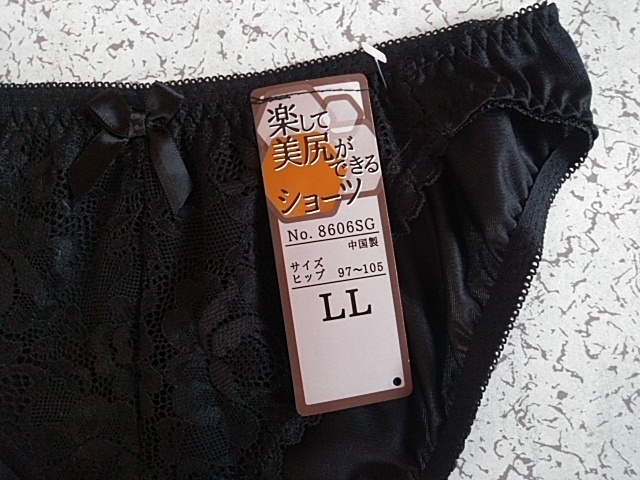 楽して
美尻が
できる
ショーツ
No. 8606SG
中国製
サイズ
ヒップ 97〜105
LL